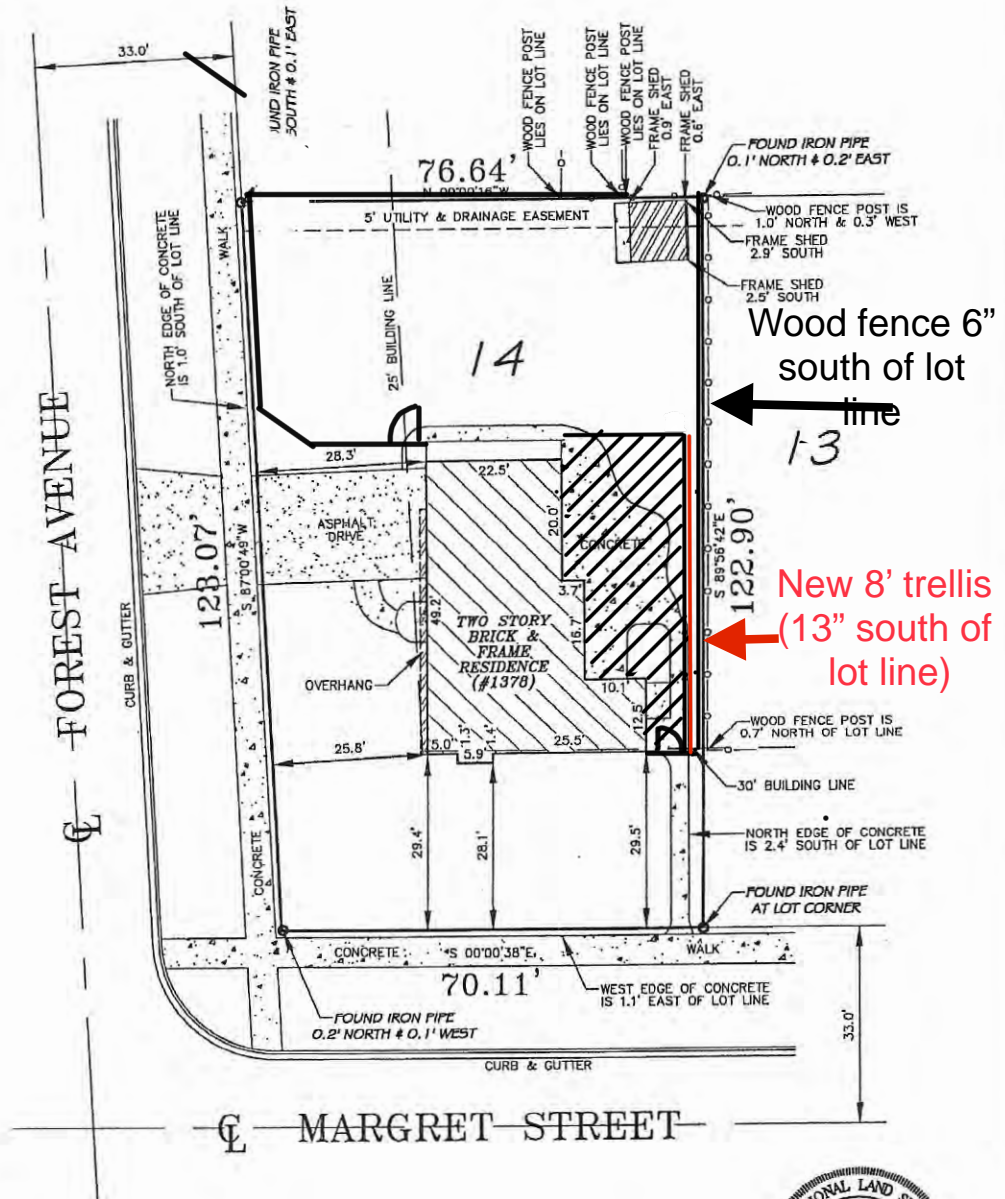 33.0'
UND IRON PIPE
SOUTH & 0.1' EAST
WOOD FENCE POST
LIES ON LOT LINE
WOOD FENCE POST
LIES ON LOT LINE
WOOD FENCE POST
LIES ON LOT LINE
FRAME SHED
0.9' EAST
FRAME SHED
0.6' EAST
FOUND IRON PIPE
0.1' NORTH & 0.2' EAST
76.64'
N 00°00'16"W
WOOD FENCE POST IS
1.0' NORTH & 0.3' WEST
5' UTILITY & DRAINAGE EASEMENT
FRAME SHED
2.9' SOUTH
FRAME SHED
2.5' SOUTH
WALK
NORTH EDGE OF CONCRETE
IS 1.0' SOUTH OF LOT LINE
25' BUILDING LINE
14
Wood fence 6”
south of lot
line
13
28.3'
22.5'
20.0'
ASPHALT
DRIVE
CONCRETE
FOREST AVENUE
123.07'
S 87°00'49"W
S 89°56'42"E
122.90'
3.7'
16.7'
49.2'
TWO STORY
BRICK &
FRAME
RESIDENCE
(#1378)
New 8’ trellis
(13” south of
lot line)
CURB & GUTTER
OVERHANG
10.1'
12.5'
WOOD FENCE POST IS
0.7' NORTH OF LOT LINE
25.8'
5.0'
1.3'
5.9'
1.4'
25.5'
30' BUILDING LINE
CL
29.4'
28.1'
29.5'
NORTH EDGE OF CONCRETE
IS 2.4' SOUTH OF LOT LINE
CONCRETE
FOUND IRON PIPE
AT LOT CORNER
CONCRETE
S 00°00'38"E
WALK
70.11'
WEST EDGE OF CONCRETE
IS 1.1' EAST OF LOT LINE
FOUND IRON PIPE
0.2' NORTH & 0.1' WEST
33.0'
CURB & GUTTER
CL MARGRET STREET
ONAL LAND S